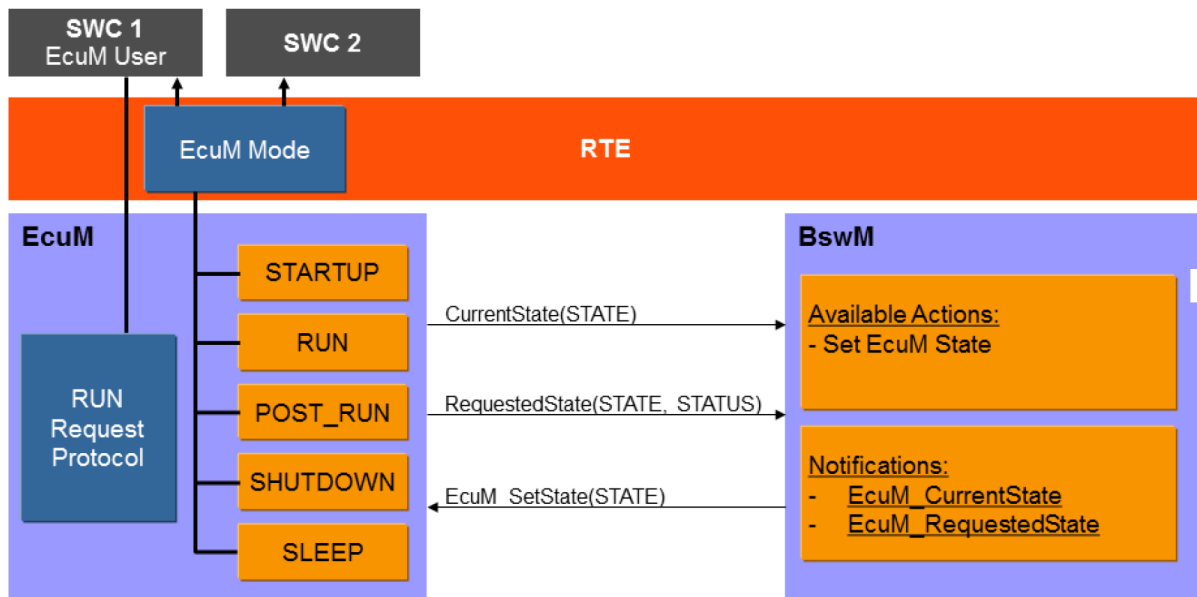 SWC 1
EcuM User
SWC 2
EcuM Mode
RTE
EcuM
STARTUP
RUN
POST_RUN
SHUTDOWN
SLEEP
RUN
Request
Protocol
CurrentState(STATE)
RequestedState(STATE, STATUS)
EcuM_SetState(STATE)
BswM
Available Actions:
- Set EcuM State
Notifications:
- EcuM_CurrentState
- EcuM_RequestedState